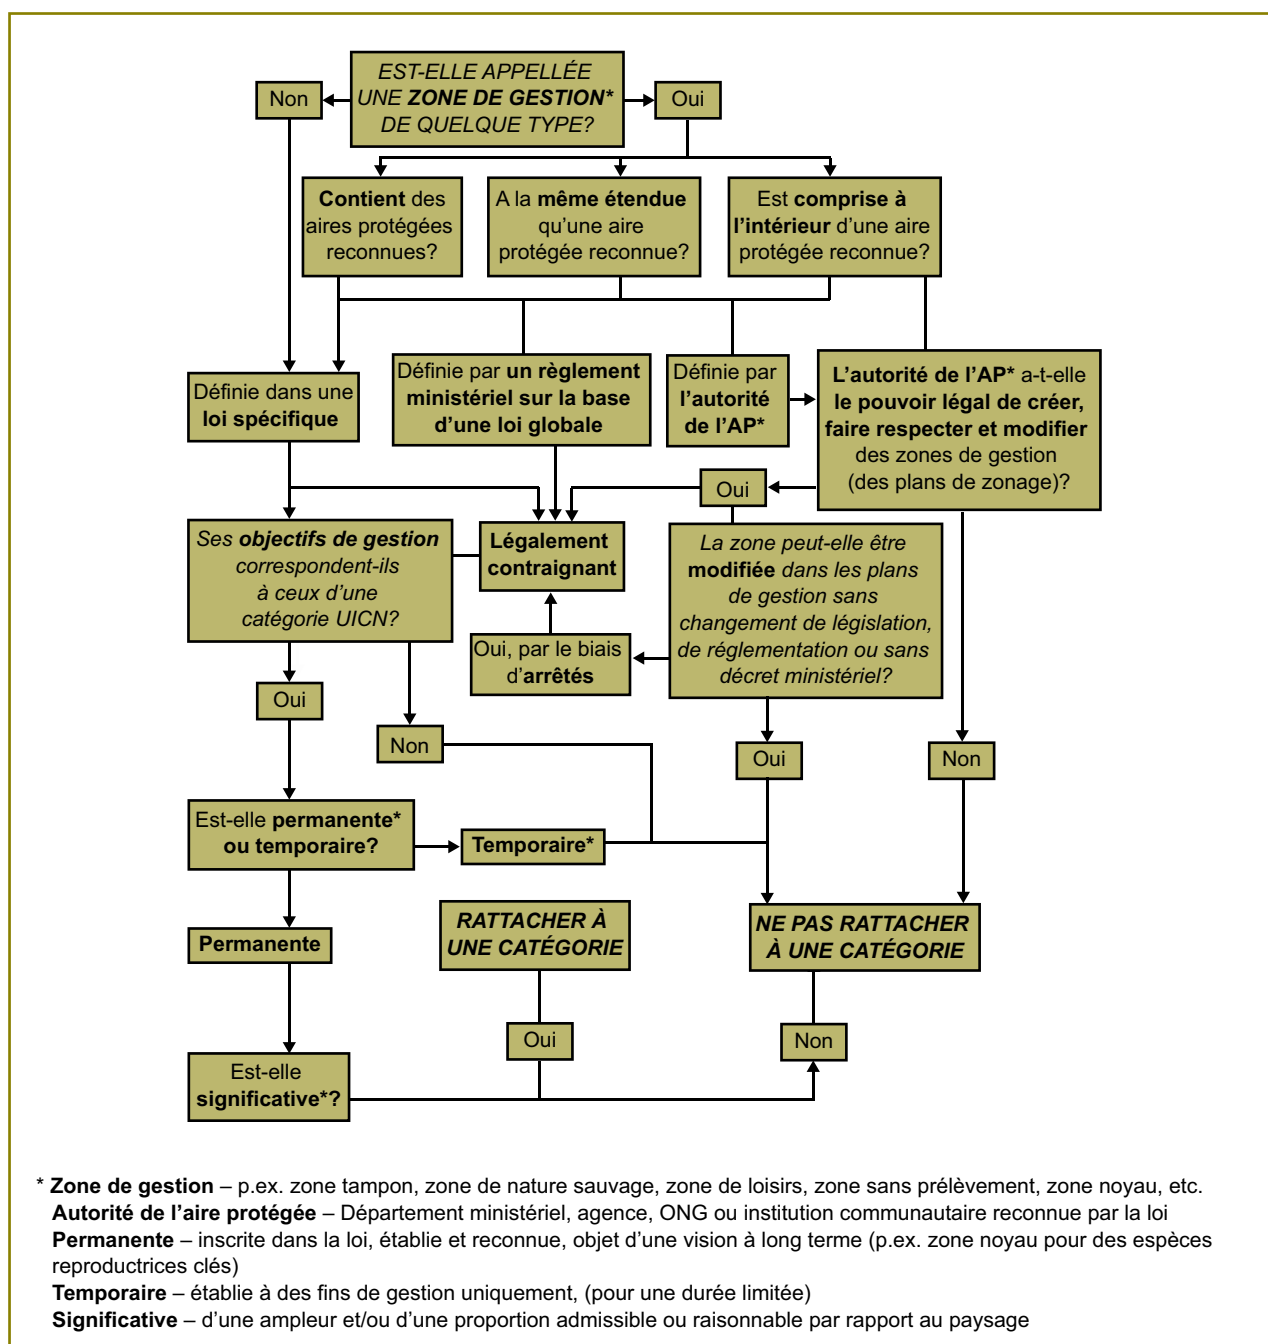 EST-ELLE APPELLÉE
UNE ZONE DE GESTION*
DE QUELQUE TYPE?
Non
Oui
Contient des
aires protégées
reconnues?
A la même étendue
qu'une aire
protégée reconnue?
Est comprise à
l'intérieur d'une aire
protégée reconnue?
Définie dans une
loi spécifique
Définie par un règlement
ministériel sur la base
d'une loi globale
Définie par
l'autorité
de l'AP*
L'autorité de l'AP* a-t-elle
le pouvoir légal de créer,
faire respecter et modifier
des zones de gestion
(des plans de zonage)?
Oui
Ses objectifs de gestion
correspondent-ils
à ceux d'une
catégorie UICN?
Légalement
contraignant
La zone peut-elle être
modifiée dans les plans
de gestion sans
changement de législation,
de réglementation ou sans
décret ministériel?
Oui, par le biais
d'arrêtés
Oui
Non
Oui
Non
Est-elle permanente*
ou temporaire?
Temporaire*
Permanente
RATTACHER À
UNE CATÉGORIE
NE PAS RATTACHER
À UNE CATÉGORIE
Oui
Non
Est-elle
significative*?
* Zone de gestion – p.ex. zone tampon, zone de nature sauvage, zone de loisirs, zone sans prélèvement, zone noyau, etc.
Autorité de l'aire protégée – Département ministériel, agence, ONG ou institution communautaire reconnue par la loi
Permanente – inscrite dans la loi, établie et reconnue, objet d'une vision à long terme (p.ex. zone noyau pour des espèces
reproductrices clés)
Temporaire – établie à des fins de gestion uniquement, (pour une durée limitée)
Significative – d'une ampleur et/ou d'une proportion admissible ou raisonnable par rapport au paysage